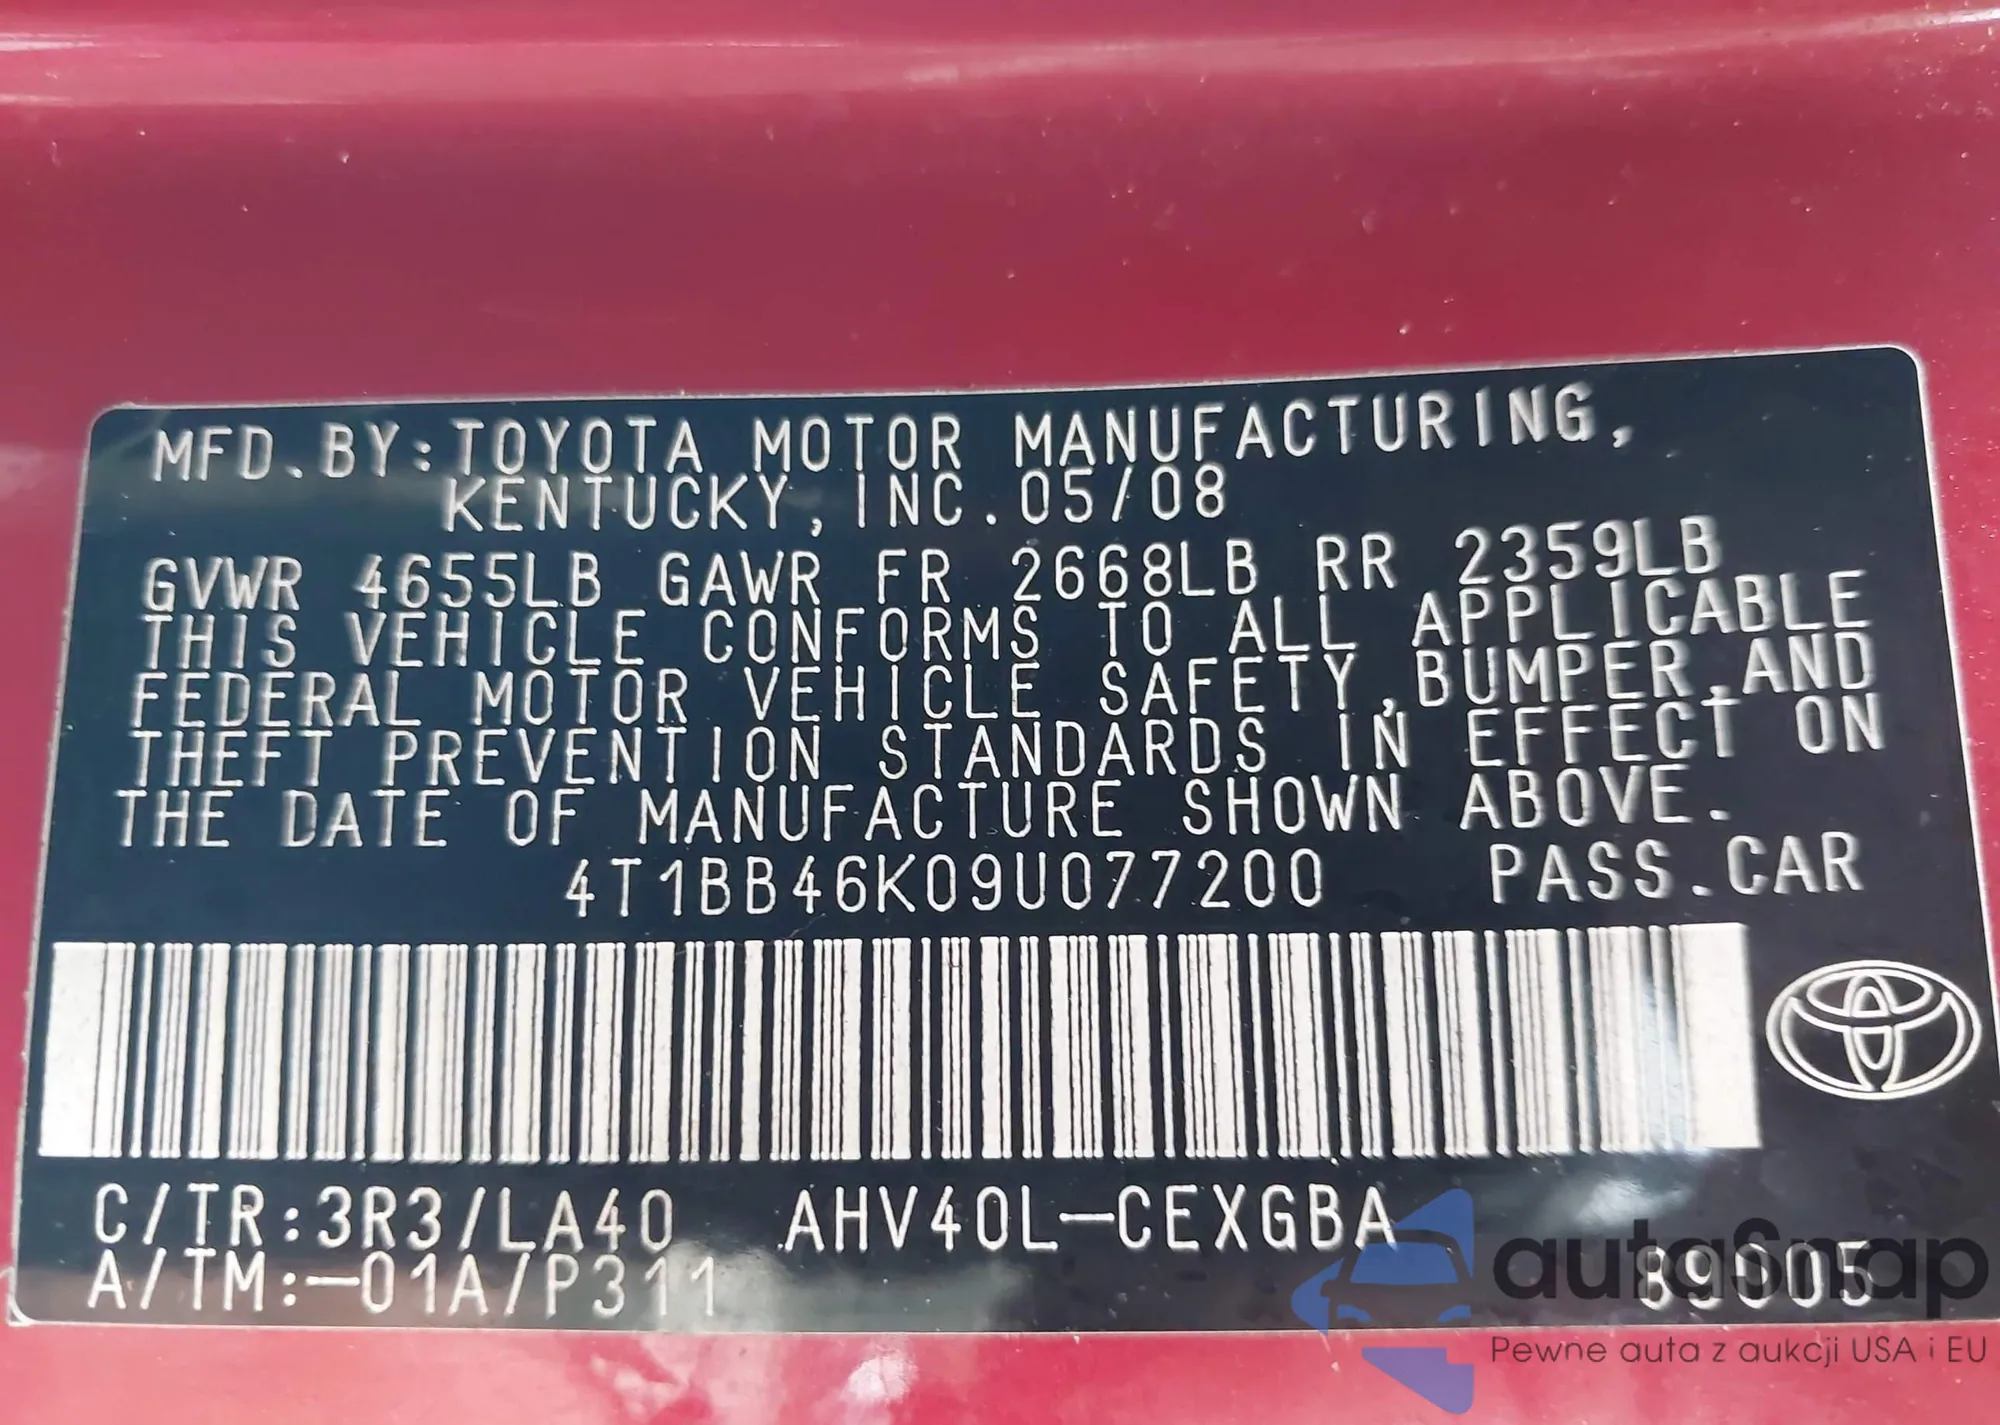 MFD.BY:TOYOTA MOTOR MANUFACTURING,
KENTUCKY,INC.05/08
GVWR 4655LB GAWR FR 2668LB RR 2359LB
THIS VEHICLE CONFORMS TO ALL APPLICABLE
FEDERAL MOTOR VEHICLE SAFETY,BUMPER,AND
THEFT PREVENTION STANDARDS IN EFFECT ON
THE DATE OF MANUFACTURE SHOWN ABOVE.
4T1BB46K09U077200 PASS.CAR
C/TR:3R3/LA40 AHV40L-CEXGBA
A/TM:-01A/P311 89005
autoSnap
Pewne auta z aukcji USA i EU